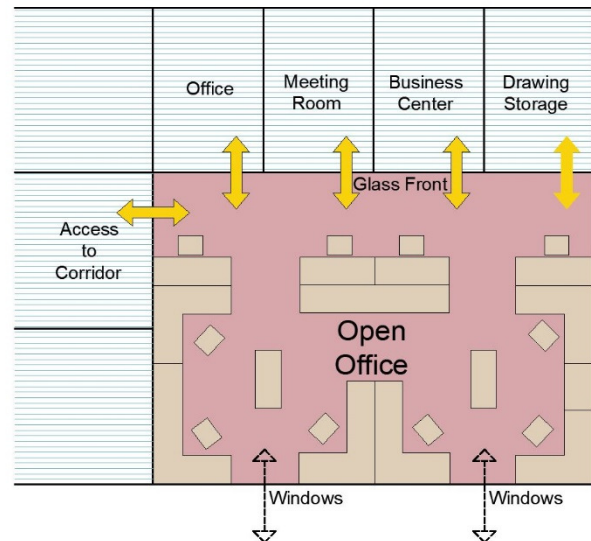 Office
Meeting
Room
Business
Center
Drawing
Storage
Glass Front
Access
to
Corridor
Open
Office
Windows
Windows